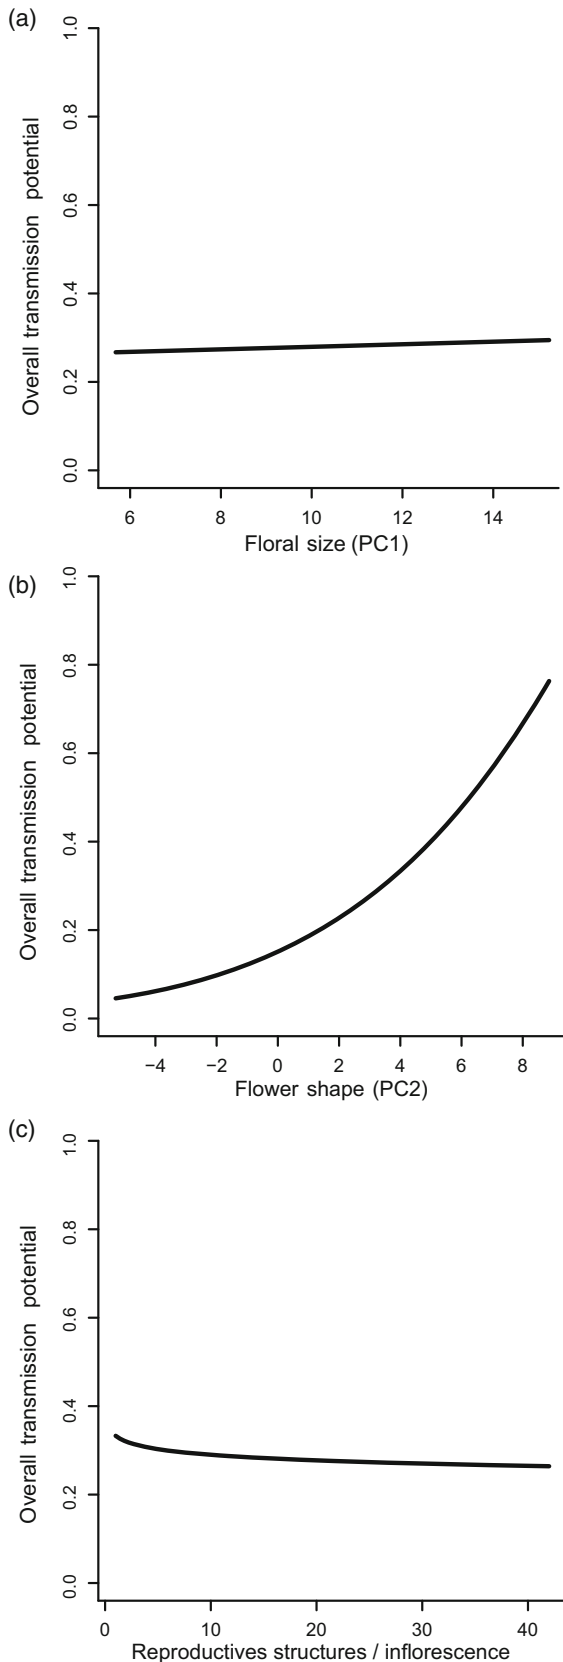 (a)
Overall transmission potential
1.0
0.8
0.6
0.4
0.2
0.0
6 8 10 12 14
Floral size (PC1)
(b)
Overall transmission potential
1.0
0.8
0.6
0.4
0.2
0.0
−4 −2 0 2 4 6 8
Flower shape (PC2)
(c)
Overall transmission potential
1.0
0.8
0.6
0.4
0.2
0.0
0 10 20 30 40
Reproductives structures / inflorescence